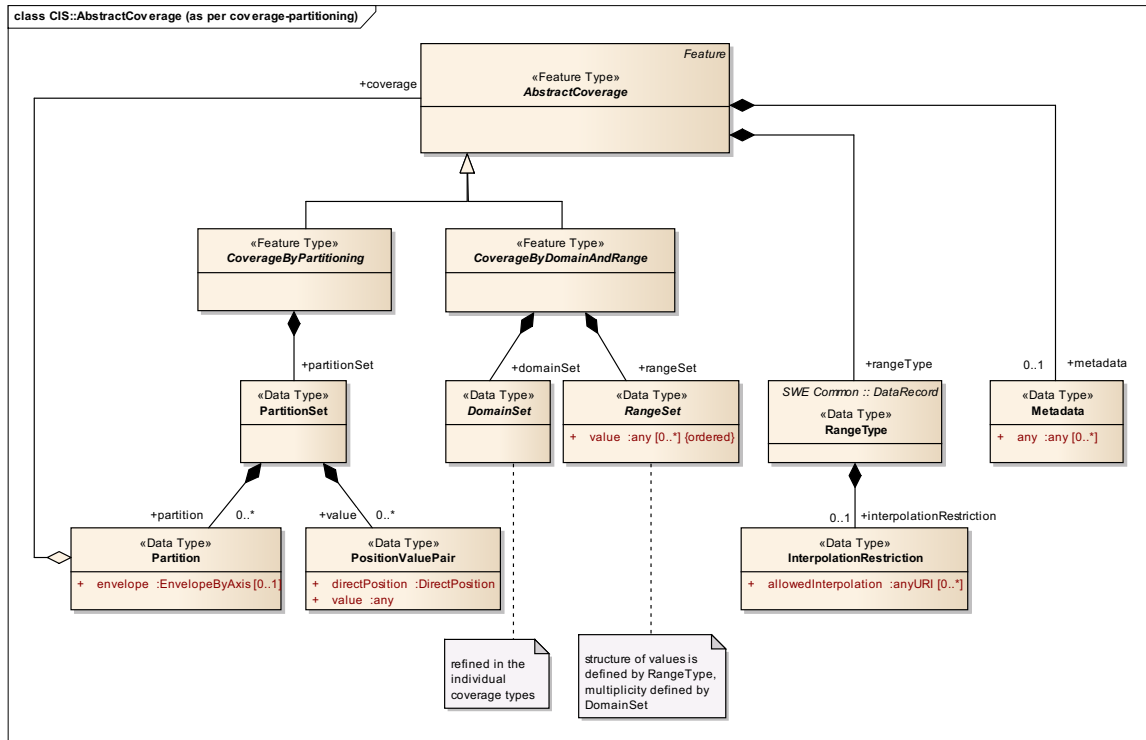 class CIS::AbstractCoverage (as per coverage-partitioning)
Feature
«Feature Type»
AbstractCoverage
+coverage
«Feature Type»
CoverageByPartitioning
«Feature Type»
CoverageByDomainAndRange
+partitionSet
+domainSet
+rangeSet
+rangeType
0..1
+metadata
«Data Type»
PartitionSet
«Data Type»
DomainSet
«Data Type»
RangeSet
+ value :any [0..*] {ordered}
SWE Common :: DataRecord
«Data Type»
RangeType
«Data Type»
Metadata
+ any :any [0..*]
+partition
0..*
+value
0..*
0..1
+interpolationRestriction
«Data Type»
Partition
+ envelope :EnvelopeByAxis [0..1]
«Data Type»
PositionValuePair
+ directPosition :DirectPosition
+ value :any
«Data Type»
InterpolationRestriction
+ allowedInterpolation :anyURI [0..*]
refined in the
individual
coverage types
structure of values is
defined by RangeType,
multiplicity defined by
DomainSet